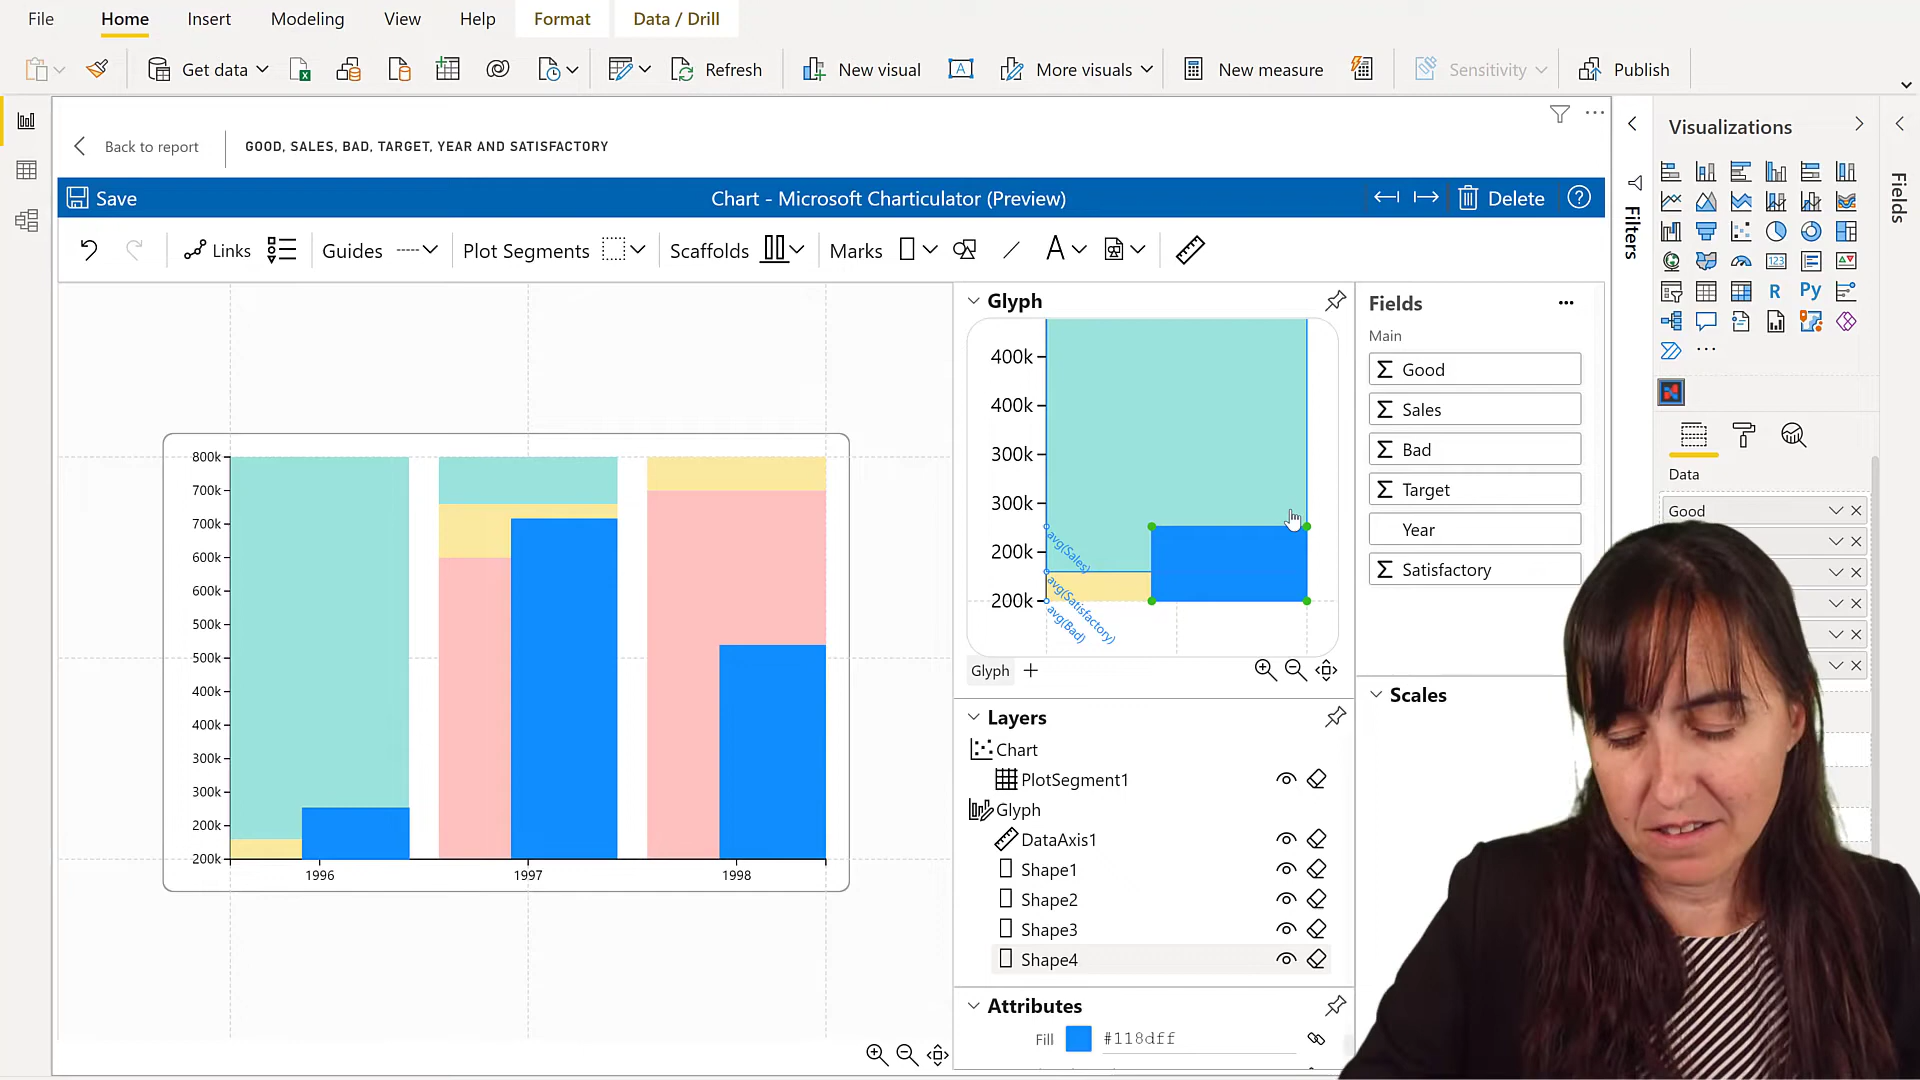 File Home Insert Modeling View Help Format Data / Drill
Get data Refresh New visual A More visuals New measure Sensitivity Publish
Back to report GOOD, SALES, BAD, TARGET, YEAR AND SATISFACTORY
Save Chart - Microsoft Charticulator (Preview) Delete ?
Links Guides Plot Segments Scaffolds Marks A
Glyph
400k
400k
300k
300k
200k
200k
avg(Sales)
avg(Satisfactory)
avg(Bad)
Glyph +
800k
700k
700k
600k
600k
500k
500k
400k
400k
300k
300k
200k
200k
1996 1997 1998
Layers
Chart
PlotSegment1
Glyph
DataAxis1
Shape1
Shape2
Shape3
Shape4
Attributes
Fill #118dff
Fields
Main
Good
Sales
Bad
Target
Year
Satisfactory
Scales
Filters
Visualizations
123
R Py
Data
Good
Fields